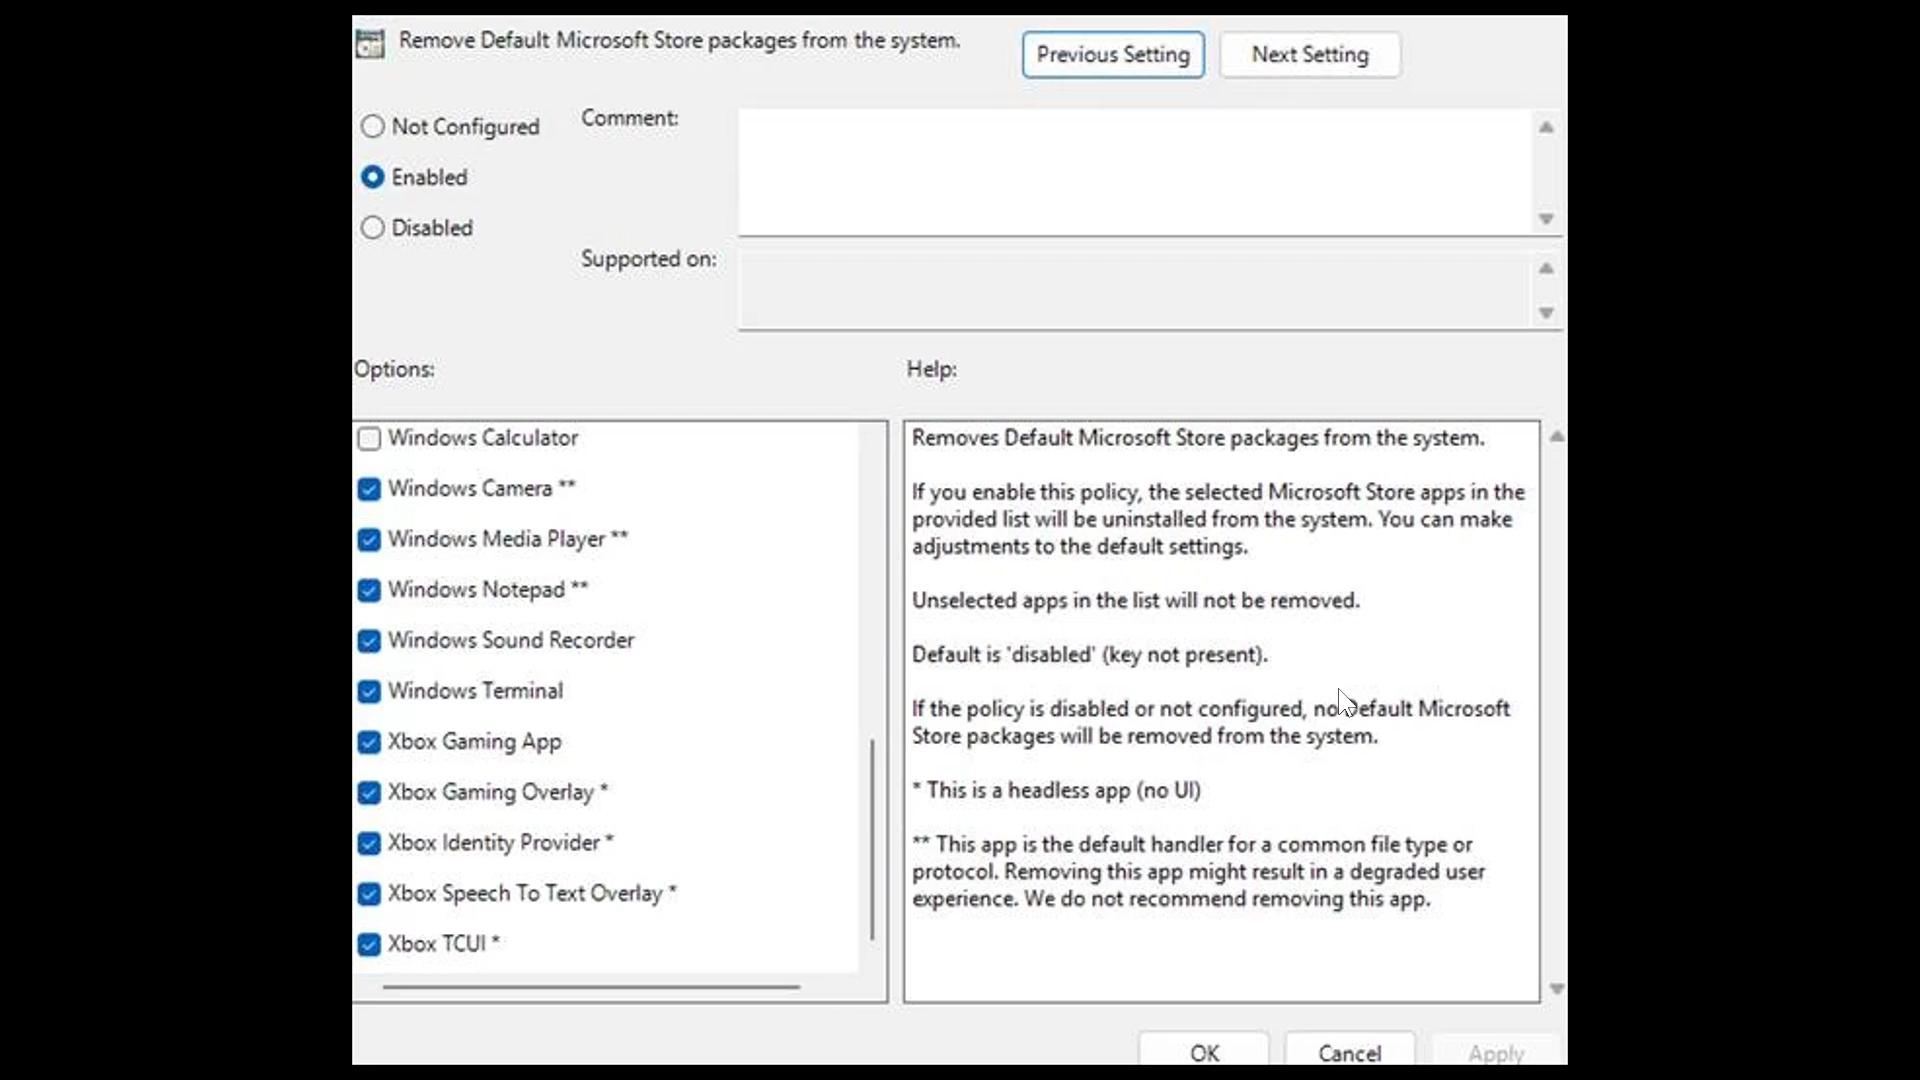 Remove Default Microsoft Store packages from the system.
Previous Setting
Next Setting
Not Configured
Enabled
Disabled
Comment:
Supported on:
Options:
Help:
Windows Calculator
Windows Camera **
Windows Media Player **
Windows Notepad **
Windows Sound Recorder
Windows Terminal
Xbox Gaming App
Xbox Gaming Overlay *
Xbox Identity Provider *
Xbox Speech To Text Overlay *
Xbox TCUI *
Removes Default Microsoft Store packages from the system.
If you enable this policy, the selected Microsoft Store apps in the
provided list will be uninstalled from the system. You can make
adjustments to the default settings.
Unselected apps in the list will not be removed.
Default is 'disabled' (key not present).
If the policy is disabled or not configured, no Default Microsoft
Store packages will be removed from the system.
* This is a headless app (no UI)
** This app is the default handler for a common file type or
protocol. Removing this app might result in a degraded user
experience. We do not recommend removing this app.
OK
Cancel
Apply